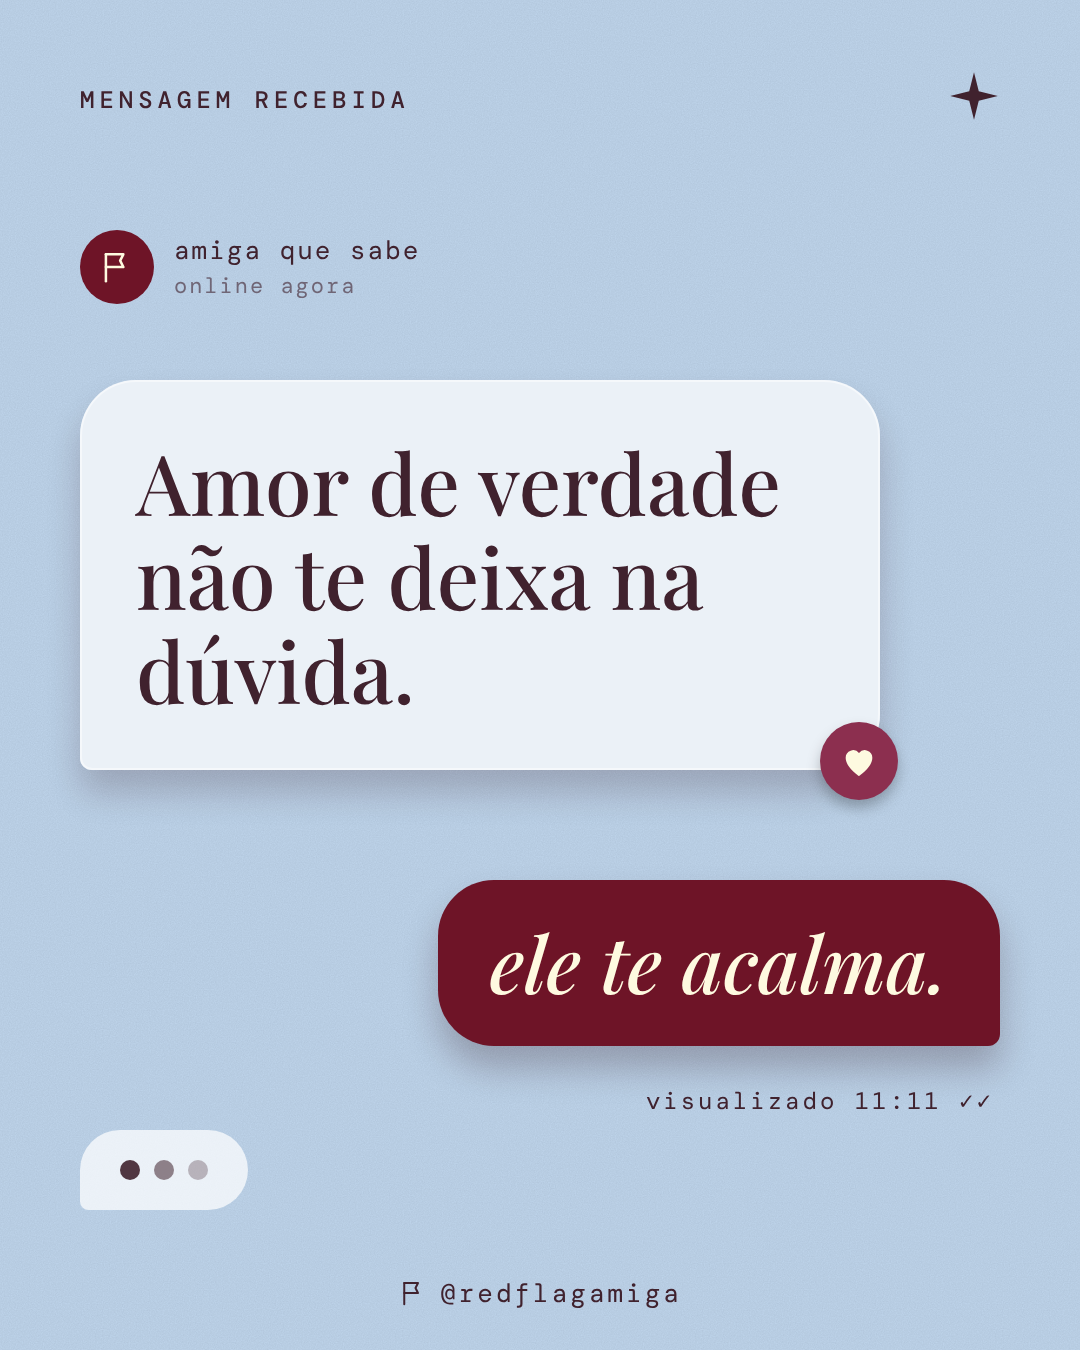 MENSAGEM RECEBIDA
amiga que sabe
online agora
Amor de verdade
não te deixa na
dúvida.
ele te acalma.
visualizado 11:11 ✓✓
@redflagamiga